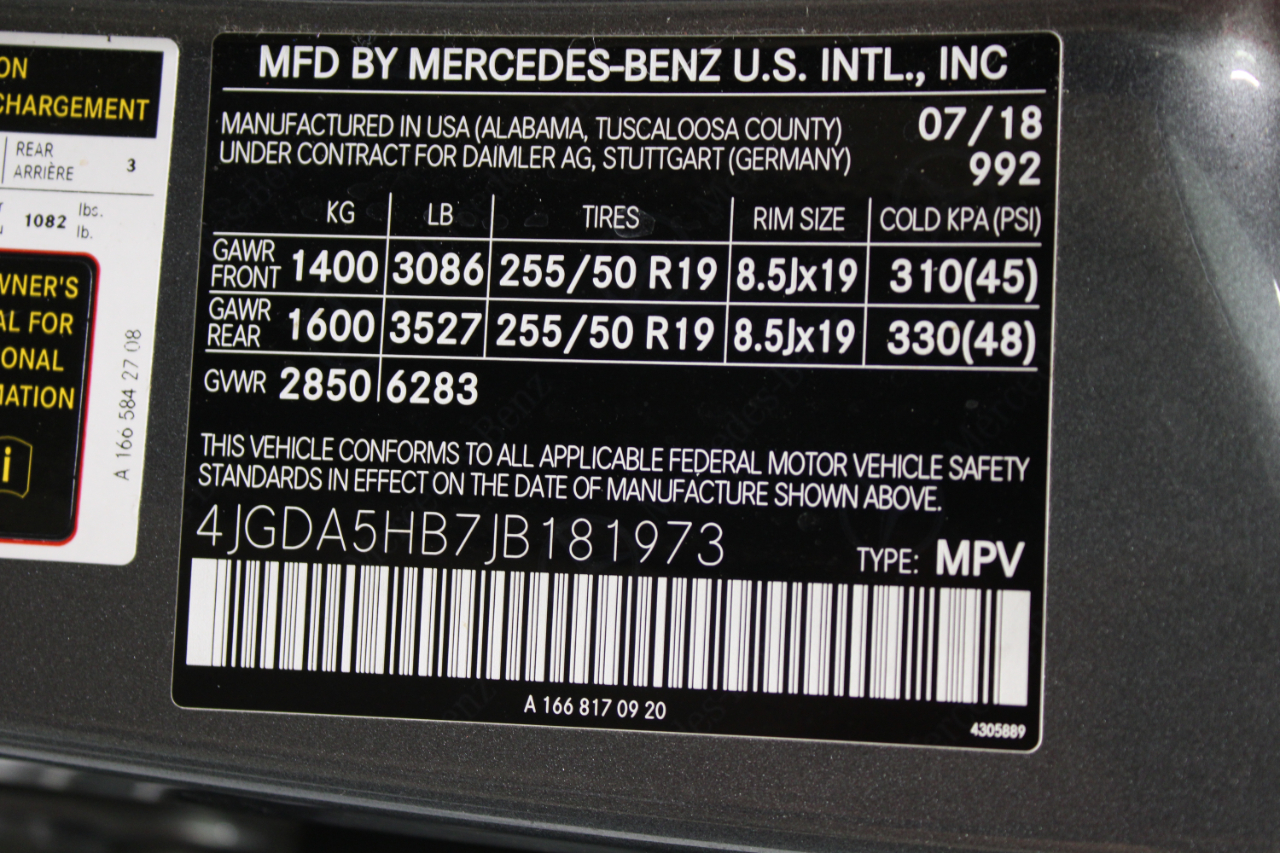 ON
CHARGEMENT
REAR
ARRIÈRE 3
1082 lbs.
lb.
OWNER'S
FOR
MATION
i
A 166 584 27 08
MFD BY MERCEDES-BENZ U.S. INTL., INC
MANUFACTURED IN USA (ALABAMA, TUSCALOOSA COUNTY) 07/18
UNDER CONTRACT FOR DAIMLER AG, STUTTGART (GERMANY) 992
KG LB TIRES RIM SIZE COLD KPA (PSI)
GAWR FRONT 1400 3086 255/50 R19 8.5Jx19 310(45)
GAWR REAR 1600 3527 255/50 R19 8.5Jx19 330(48)
GVWR 2850 6283
THIS VEHICLE CONFORMS TO ALL APPLICABLE FEDERAL MOTOR VEHICLE SAFETY
STANDARDS IN EFFECT ON THE DATE OF MANUFACTURE SHOWN ABOVE.
4JGDA5HB7JB181973 TYPE: MPV
A 166 817 09 20
4305889